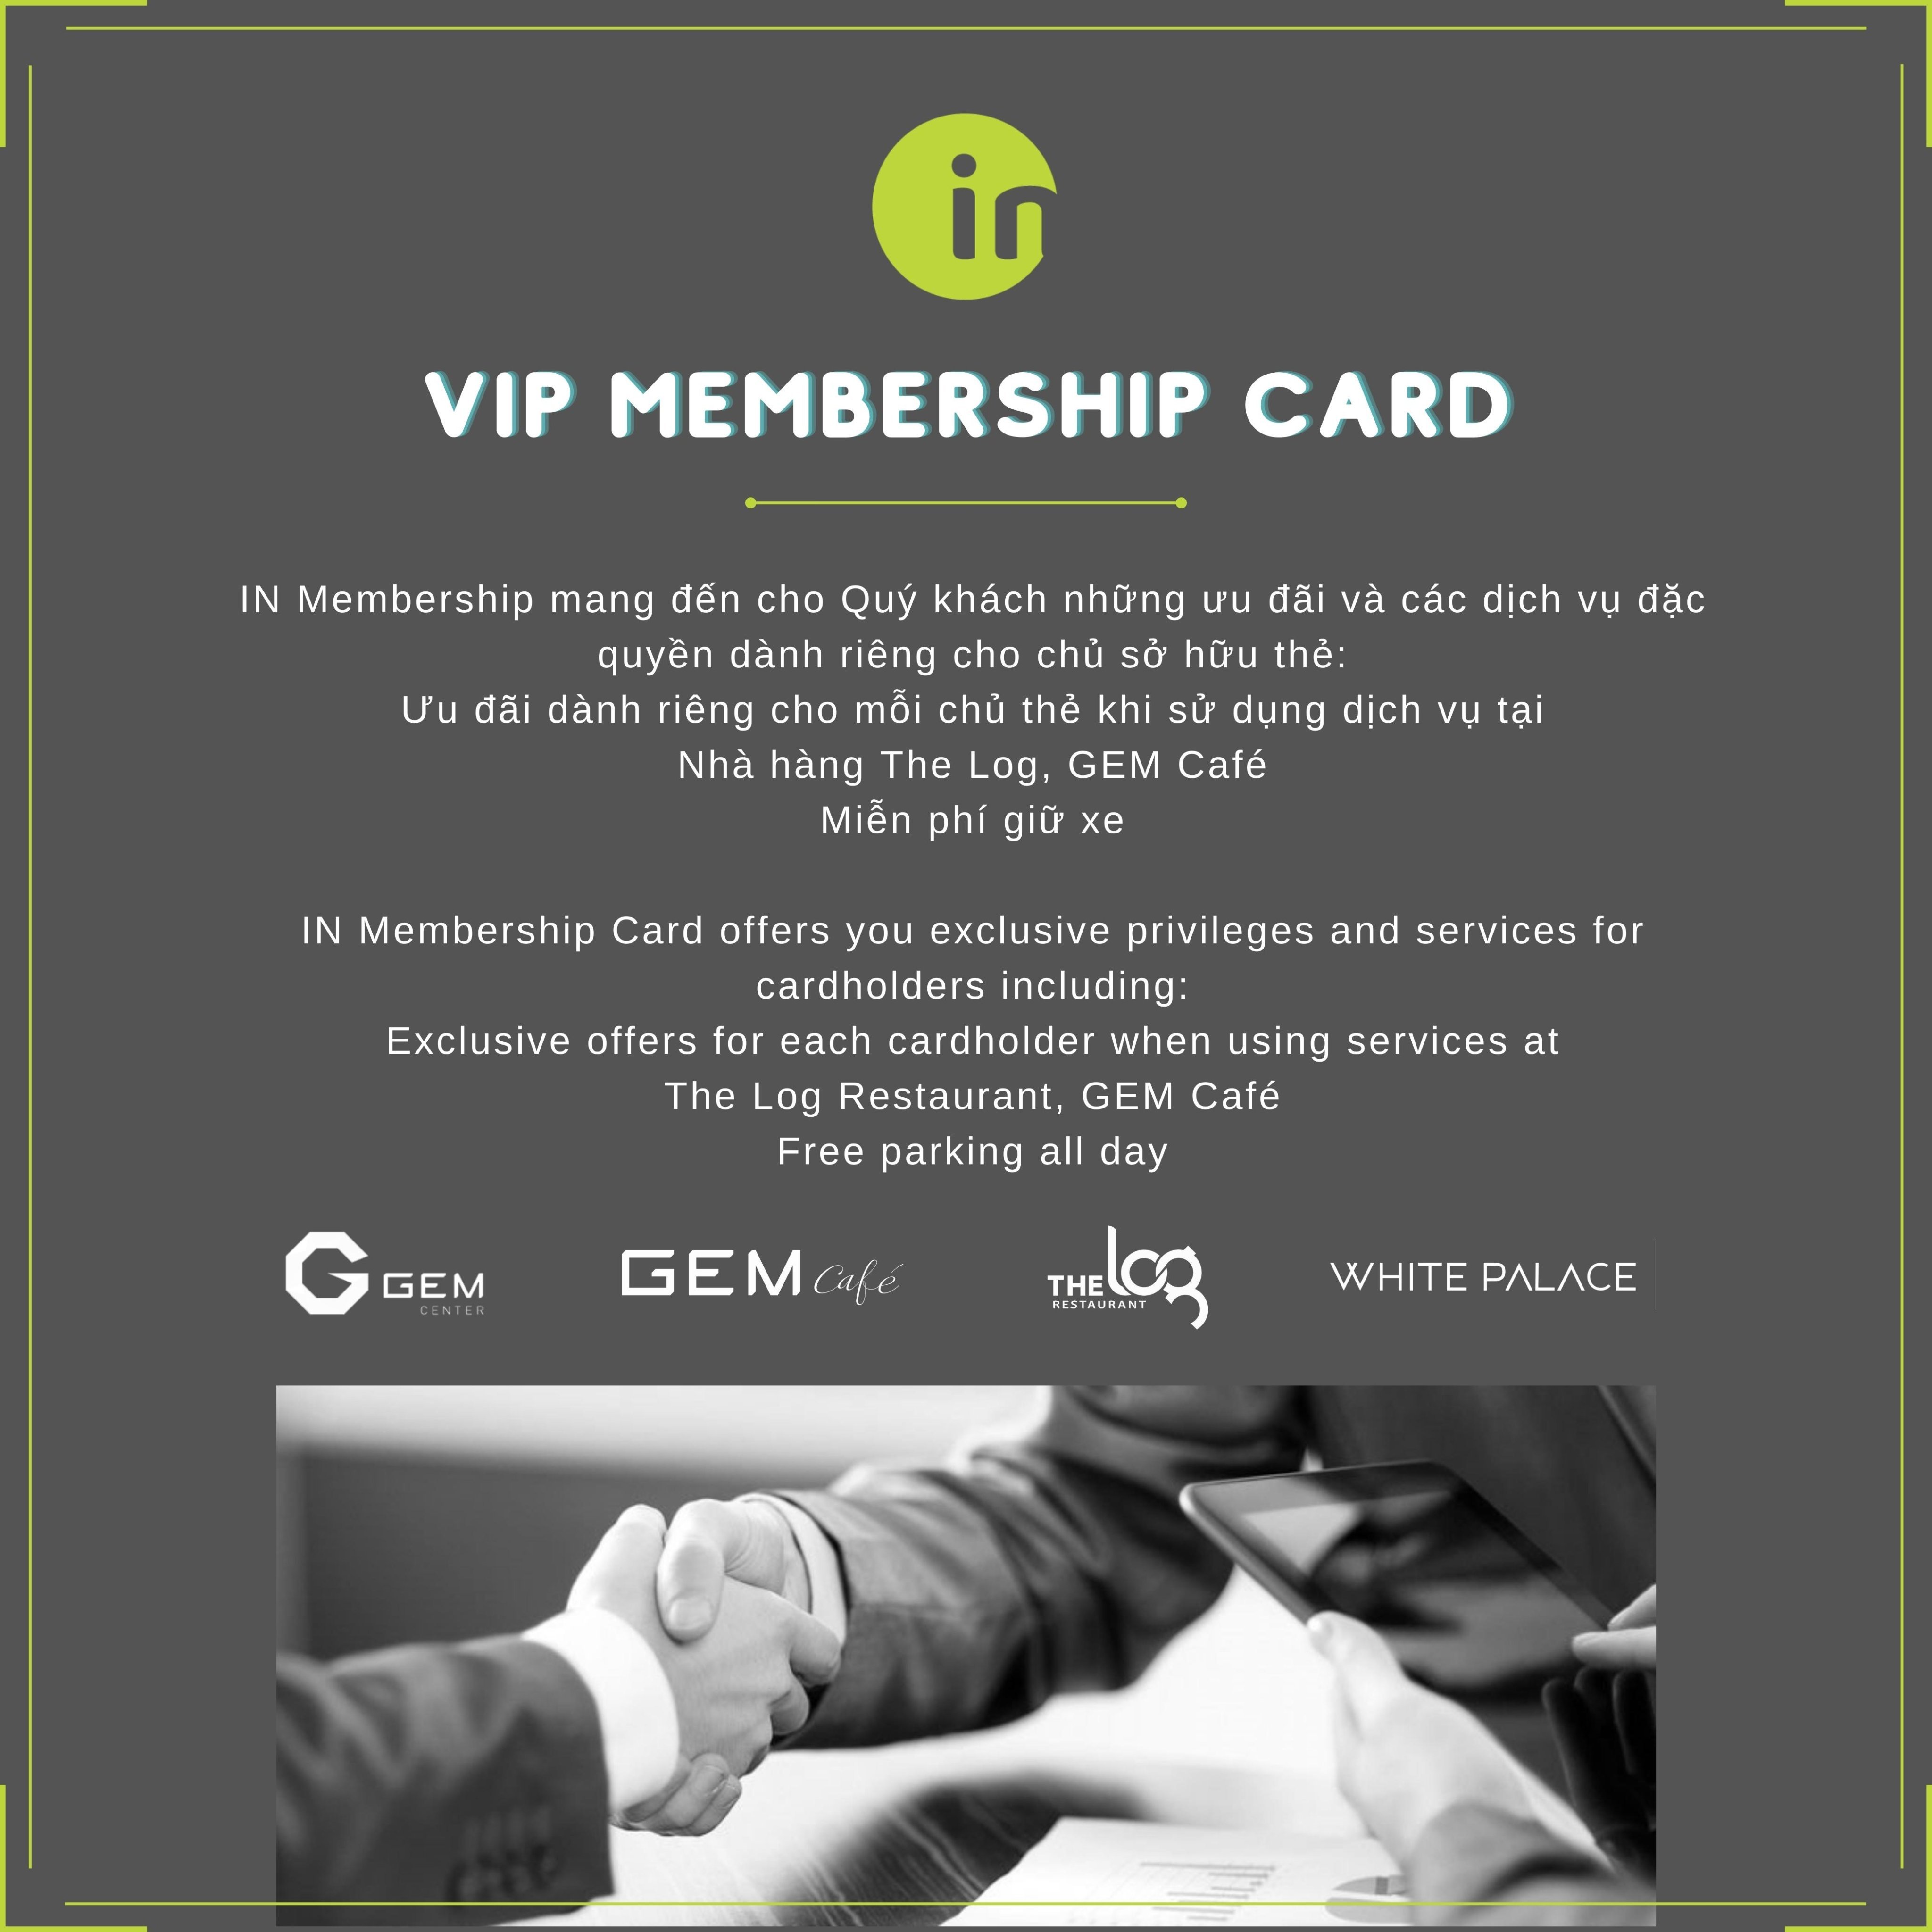 in
VIP MEMBERSHIP CARD
IN Membership mang đến cho Quý khách những ưu đãi và các dịch vụ đặc
quyền dành riêng cho chủ sở hữu thẻ:
Ưu đãi dành riêng cho mỗi chủ thẻ khi sử dụng dịch vụ tại
Nhà hàng The Log, GEM Café
Miễn phí giữ xe
IN Membership Card offers you exclusive privileges and services for
cardholders including:
Exclusive offers for each cardholder when using services at
The Log Restaurant, GEM Café
Free parking all day
G GEM
CENTER
GEM Café
THE Log
RESTAURANT
WHITE PALACE